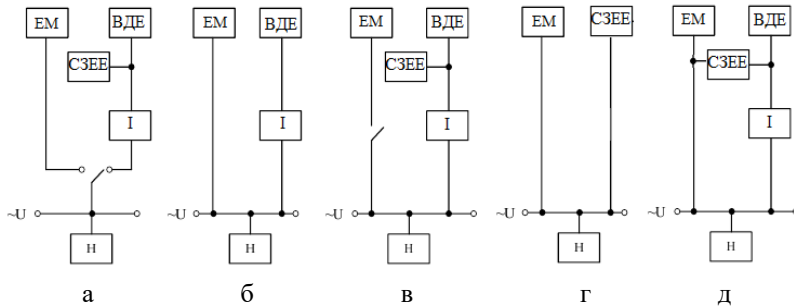 ЕМ ВДЕ ЕМ ВДЕ ЕМ ВДЕ ЕМ СЗЕЕ ЕМ ВДЕ
СЗЕЕ СЗЕЕ СЗЕЕ
I I I I
~U ~U ~U ~U ~U
Н Н Н Н Н
а б в г д